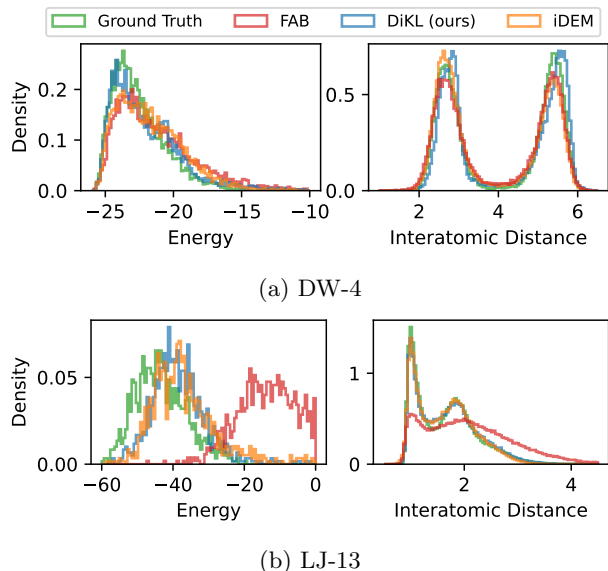 Ground Truth FAB DiKL (ours) iDEM
Density
0.2
0.1
0.0
−25 −20 −15 −10
Energy
0.5
0.0
2 4 6
Interatomic Distance
(a) DW-4
Density
0.05
0.00
−60 −40 −20 0
Energy
1
0
2 4
Interatomic Distance
(b) LJ-13